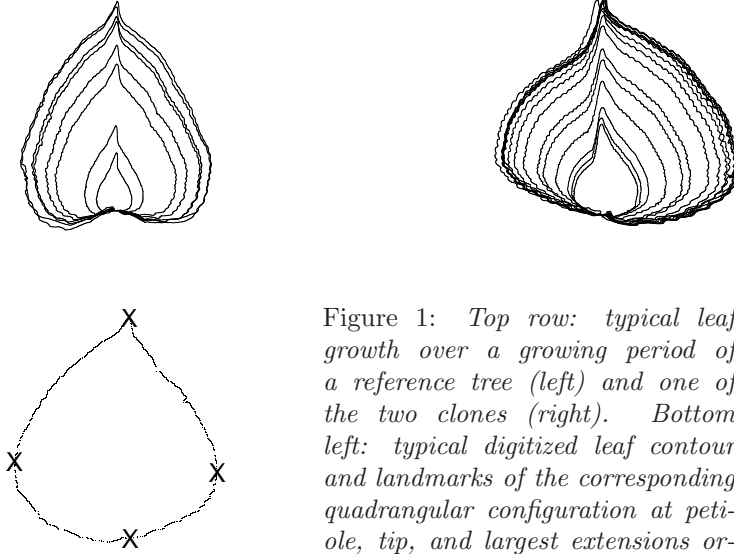 X
X
X
X
Figure 1: Top row: typical leaf
growth over a growing period of
a reference tree (left) and one of
the two clones (right). Bottom
left: typical digitized leaf contour
and landmarks of the corresponding
quadrangular configuration at peti-
ole, tip, and largest extensions or-